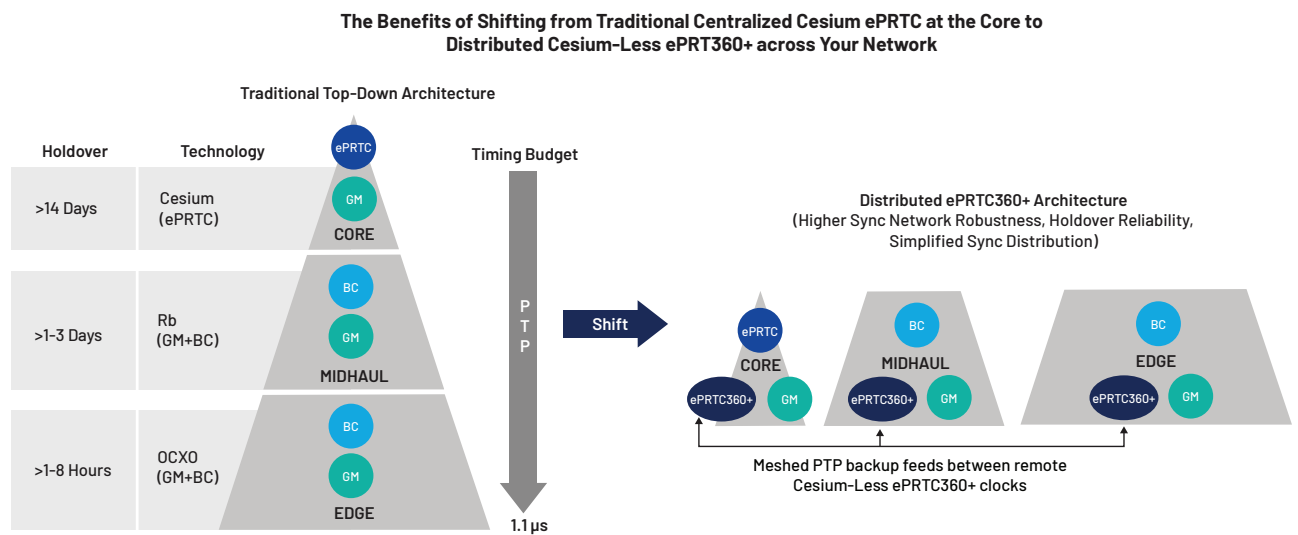 The Benefits of Shifting from Traditional Centralized Cesium ePRTC at the Core to
Distributed Cesium-Less ePRT360+ across Your Network
Traditional Top-Down Architecture
Holdover
Technology
ePRTC
Timing Budget
>14 Days
Cesium
(ePRTC)
GM
CORE
>1-3 Days
Rb
(GM+BC)
BC
GM
MIDHAUL
>1-8 Hours
OCXO
(GM+BC)
BC
GM
EDGE
P
T
P
1.1 µs
Shift
Distributed ePRTC360+ Architecture
(Higher Sync Network Robustness, Holdover Reliability,
Simplified Sync Distribution)
ePRTC
CORE
ePRTC360+
GM
BC
MIDHAUL
ePRTC360+
GM
BC
EDGE
ePRTC360+
GM
Meshed PTP backup feeds between remote
Cesium-Less ePRTC360+ clocks